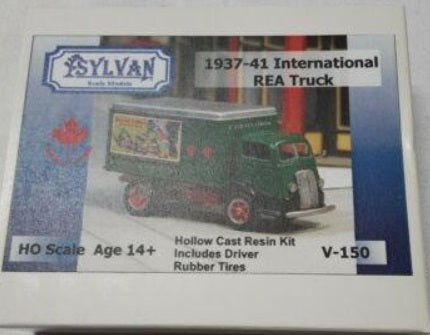 SYLVAN
Scale Models
1937-41 International
REA Truck
HO Scale Age 14+
Hollow Cast Resin Kit
Includes Driver
Rubber Tires
V-150